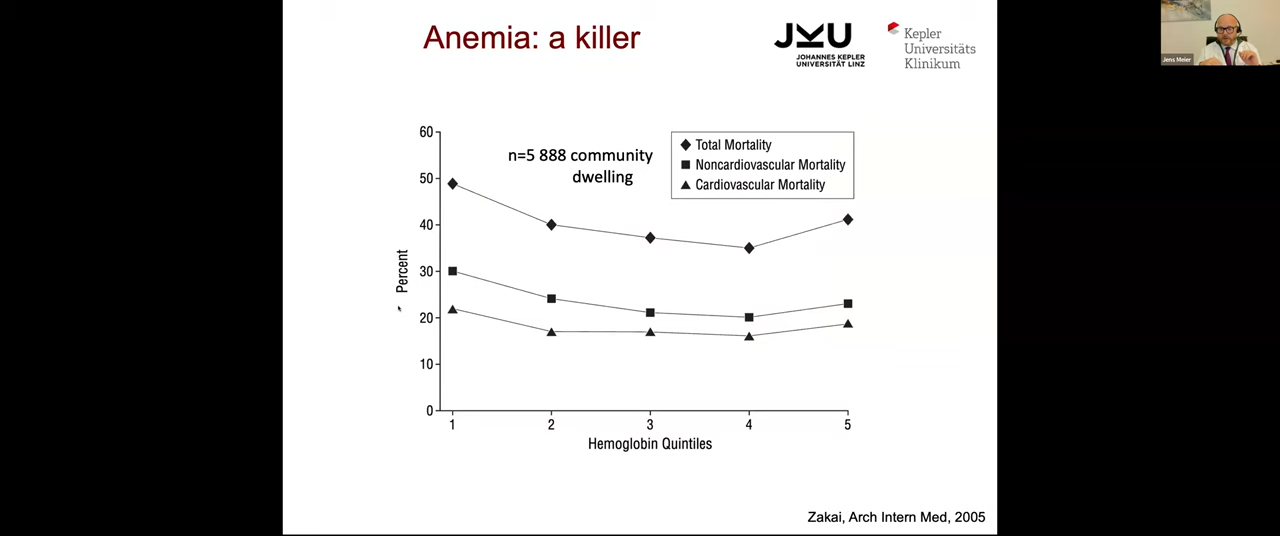 Anemia: a killer
JKU
JOHANNES KEPLER
UNIVERSITÄT LINZ
Kepler
Universitäts
Klinikum
Jens Meier
n=5 888 community
dwelling
Total Mortality
Noncardiovascular Mortality
Cardiovascular Mortality
Percent
60
50
40
30
20
10
0
1 2 3 4 5
Hemoglobin Quintiles
Zakai, Arch Intern Med, 2005